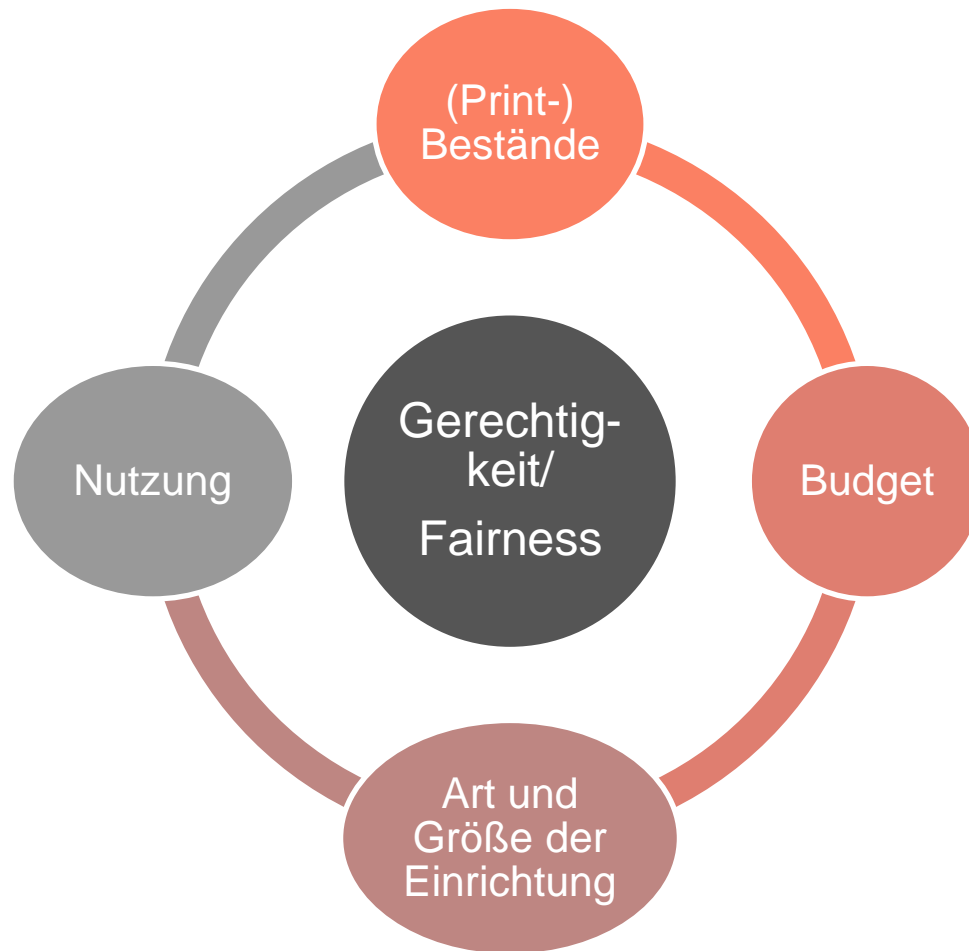 (Print-)
Bestände
Gerechtig-
keit/
Fairness
Nutzung
Budget
Art und
Größe der
Einrichtung